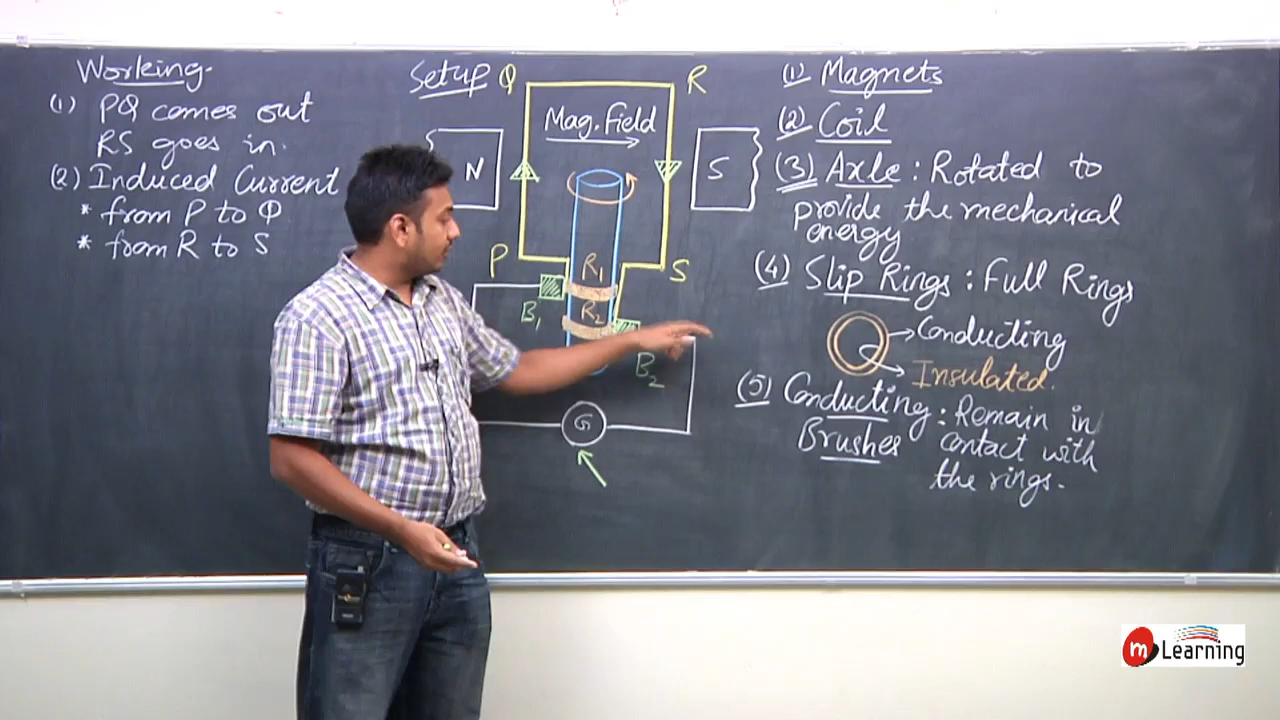 Working.
(1) PQ comes out
RS goes in.
(2) Induced Current
* from P to Q
* from R to S
Setup
Q
R
Mag. Field
N
S
P
S
R1
R2
B1
B2
G
(1) Magnets
(2) Coil
(3) Axle : Rotated to
provide the mechanical
energy
(4) Slip Rings : Full Rings
Conducting
Insulated.
(5) Conducting : Remain in
Brushes contact with
the rings.
m Learning